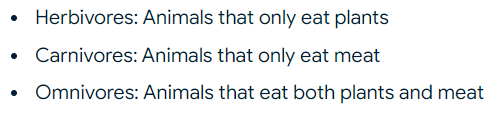 • Herbivores: Animals that only eat plants
• Carnivores: Animals that only eat meat
• Omnivores: Animals that eat both plants and meat